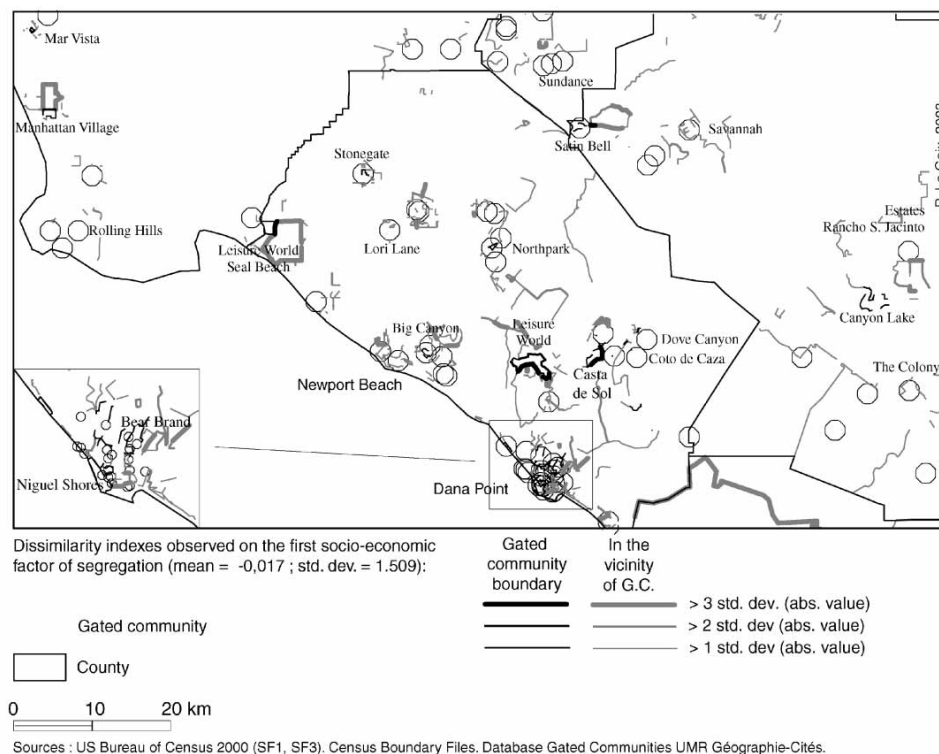 Mar Vista
Manhattan Village
Rolling Hills
Stonegate
Leisure World
Seal Beach
Lori Lane
Sundance
Satin Bell
Savannah
Northpark
Estates
Rancho S. Jacinto
Canyon Lake
Big Canyon
Leisure
World
Dove Canyon
Coto de Caza
Casta
de Sol
The Colony
Newport Beach
Bear Brand
Niguel Shores
Dana Point
Dissimilarity indexes observed on the first socio-economic
factor of segregation (mean = -0,017 ; std. dev. = 1.509):
Gated community
County
0 10 20 km
Gated
community
boundary
In the
vicinity
of G.C.
> 3 std. dev. (abs. value)
> 2 std. dev (abs. value)
> 1 std. dev (abs. value)
Sources : US Bureau of Census 2000 (SF1, SF3). Census Boundary Files. Database Gated Communities UMR Géographie-Cités.